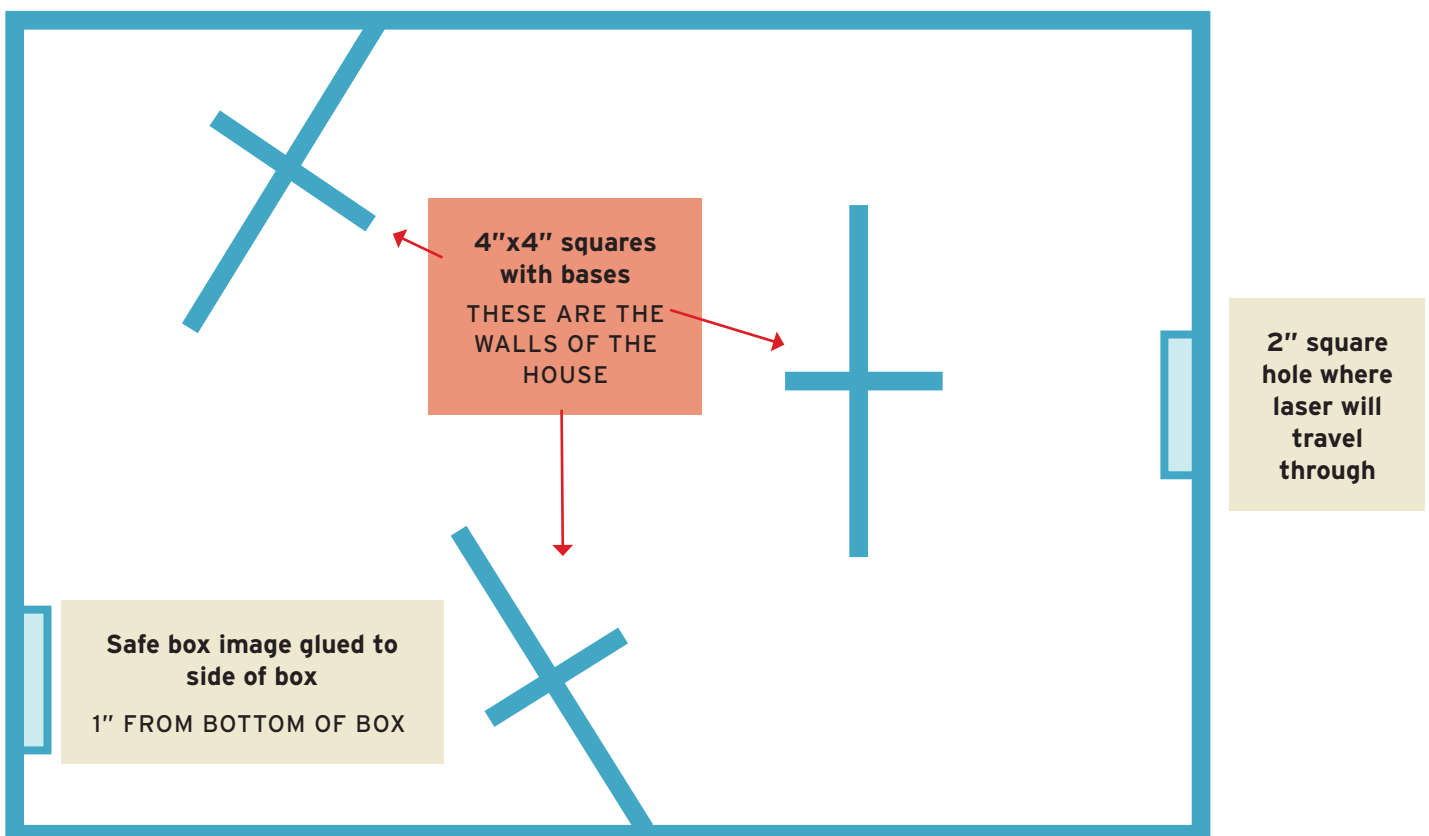 4"x4" squares
with bases
THESE ARE THE
WALLS OF THE
HOUSE
2" square
hole where
laser will
travel
through
Safe box image glued to
side of box
1" FROM BOTTOM OF BOX